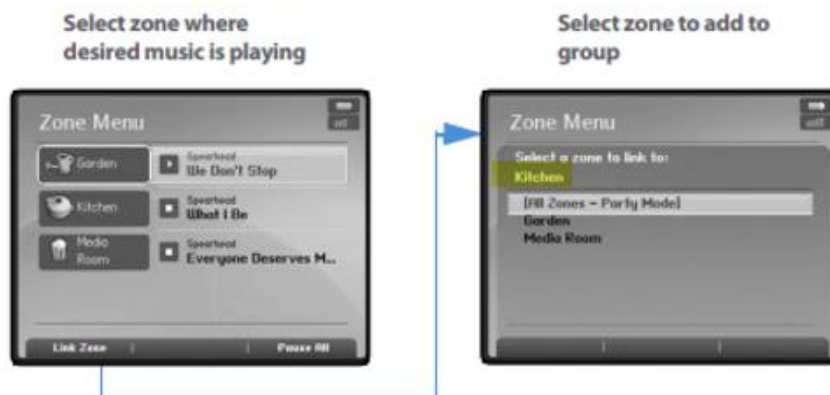 Select zone where
desired music is playing
Zone Menu
Garden
Spearhead
We Don't Stop
Kitchen
Spearhead
What I Be
Media
Room
Spearhead
Everyone Deserves M...
Link Zone
Pause All
Select zone to add to
group
Zone Menu
Select a zone to link to:
Kitchen
[All Zones – Party Mode]
Garden
Media Room